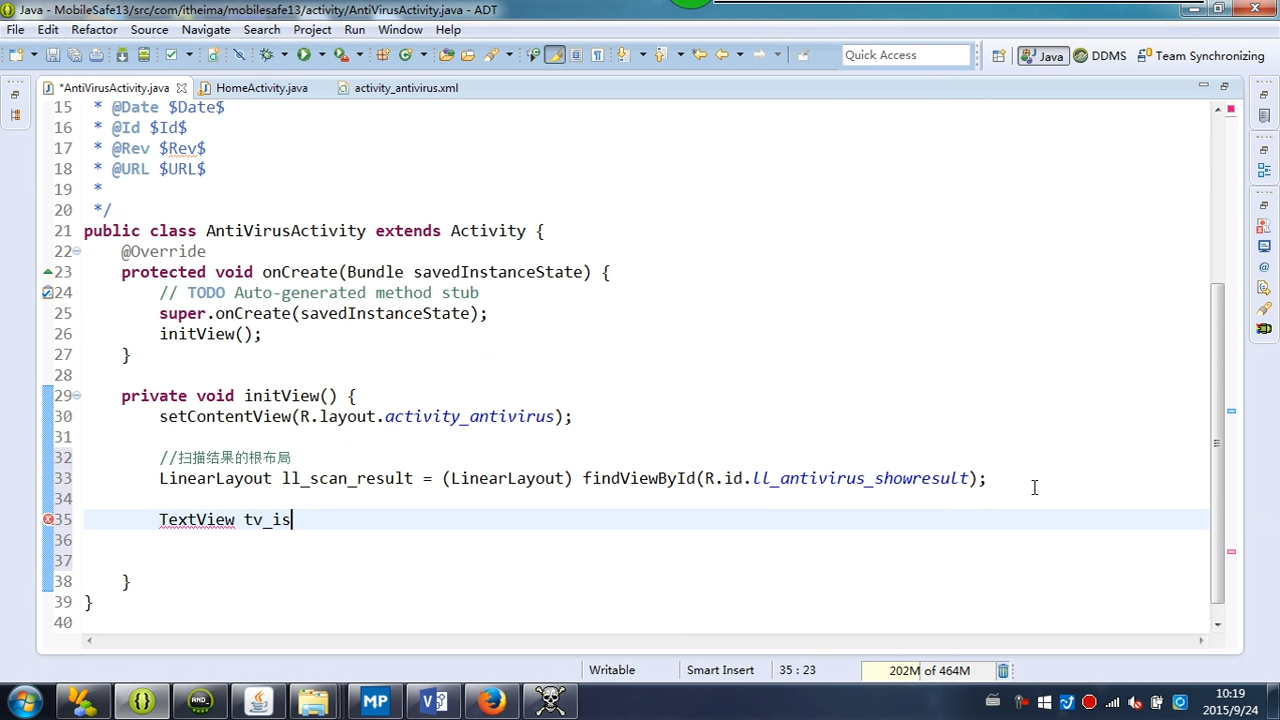 Java - MobileSafe13/src/com/itheima/mobilesafe13/activity/AntiVirusActivity.java - ADT
File Edit Refactor Source Navigate Search Project Run Window Help
Quick Access
Java
DDMS
Team Synchronizing
*AntiVirusActivity.java
HomeActivity.java
activity_antivirus.xml
15 * @Date $Date$
16 * @Id $Id$
17 * @Rev $Rev$
18 * @URL $URL$
19 *
20 */
21 public class AntiVirusActivity extends Activity {
22 @Override
23 protected void onCreate(Bundle savedInstanceState) {
24 // TODO Auto-generated method stub
25 super.onCreate(savedInstanceState);
26 initView();
27 }
28
29 private void initView() {
30 setContentView(R.layout.activity_antivirus);
31
32 //扫描结果的根布局
33 LinearLayout ll_scan_result = (LinearLayout) findViewById(R.id.ll_antivirus_showresult);
34
35 TextView tv_is
36
37
38 }
39 }
40
Writable
Smart Insert
35 : 23
202M of 464M
MP
10:19
2015/9/24